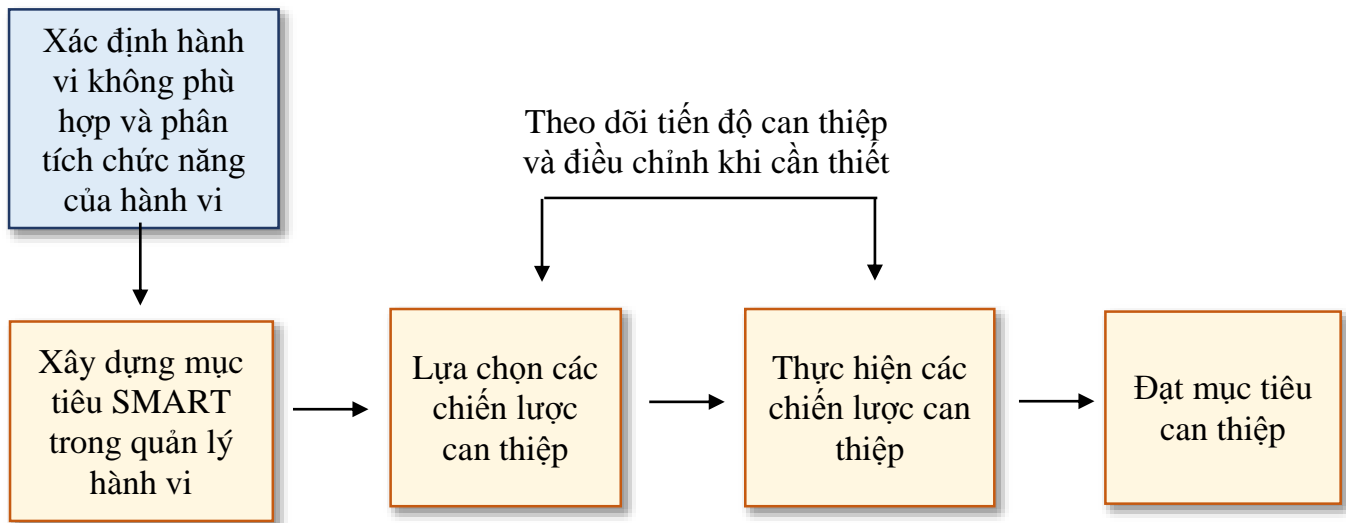 Xác định hành
vi không phù
hợp và phân
tích chức năng
của hành vi
Theo dõi tiến độ can thiệp
và điều chỉnh khi cần thiết
Xây dựng mục
tiêu SMART
trong quản lý
hành vi
Lựa chọn các
chiến lược
can thiệp
Thực hiện các
chiến lược can
thiệp
Đạt mục tiêu
can thiệp